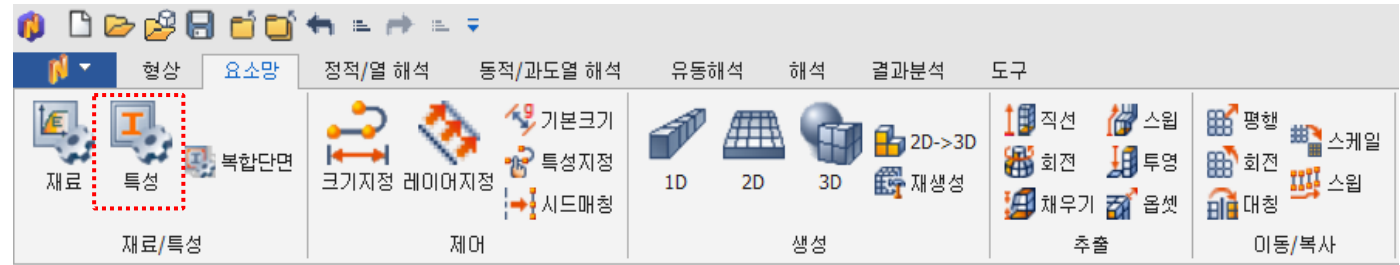 형상 요소망 정적/열 해석 동적/과도열 해석 유동해석 해석 결과분석 도구
재료 특성 복합단면
재료/특성
크기지정 레이어지정 기본크기
특성지정
시드매칭
제어
1D 2D 3D 2D->3D
재생성
생성
직선 스윕
회전 투영
채우기 옵셋
추출
평행 스케일
회전 스윕
대칭
이동/복사